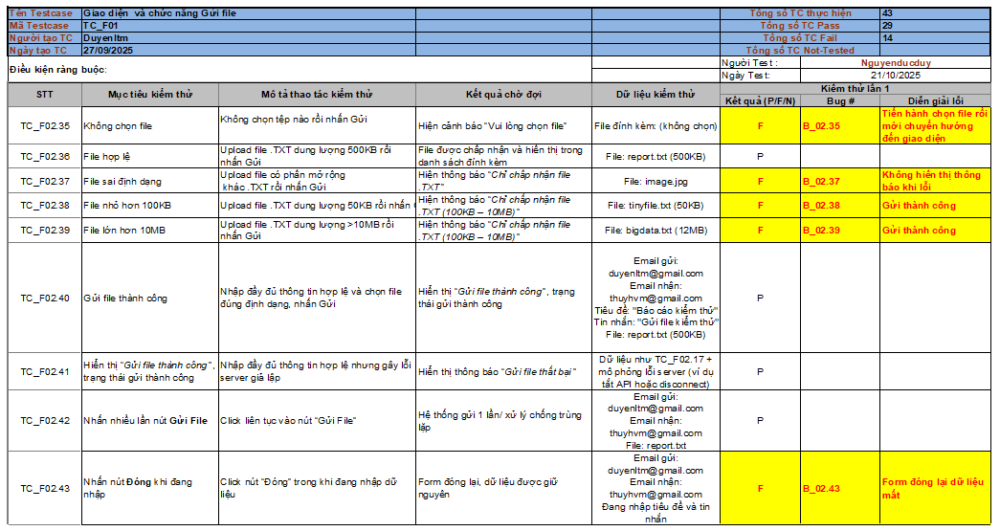 Tên Testcase Giao diện và chức năng Gửi file Tổng số TC thực hiện 43
Mã Testcase TC_F01 Tổng số TC Pass 29
Người tạo TC Duyenltm Tổng số TC Fail 14
Ngày tạo TC 27/09/2025 Tổng số TC Not-Tested
Điều kiện ràng buộc:
Người Test : Nguyenducduy
Ngày Test: 21/10/2025
STT Mục tiêu kiểm thử Mô tả thao tác kiểm thử Kết quả chờ đợi Dữ liệu kiểm thử Kiểm thử lần 1
Kết quả (P/F/N) Bug # Diễn giải lỗi
TC_F02.35
Không chọn file
Không chọn tệp nào rồi nhấn Gửi
Hiện cảnh báo "Vui lòng chọn file"
File đính kèm: (không chọn)
F
B_02.35
Tiến hành chọn file rồi
mới chuyển hướng
đến giao diện
TC_F02.36
File hợp lệ
Upload file .TXT dung lượng 500KB rồi
nhấn Gửi
File được chấp nhận và hiển thị trong
danh sách đính kèm
File: report.txt (500KB)
P
TC_F02.37
File sai định dạng
Upload file có phần mở rộng
khác .TXT rồi nhấn Gửi
Hiện thông báo "Chỉ chấp nhận file
.TXT"
File: image.jpg
F
B_02.37
Không hiển thị thông
báo khi lỗi
TC_F02.38
File nhỏ hơn 100KB
Upload file .TXT dung lượng 50KB rồi nhấn
Hiện thông báo "Chỉ chấp nhận file
.TXT (100KB – 10MB)"
File: tinyfile.txt (50KB)
F
B_02.38
Gửi thành công
TC_F02.39
File lớn hơn 10MB
Upload file .TXT dung lượng >10MB rồi
nhấn Gửi
Hiện thông báo "Chỉ chấp nhận file
.TXT (100KB – 10MB)"
File: bigdata.txt (12MB)
F
B_02.39
Gửi thành công
TC_F02.40
Gửi file thành công
Nhập đầy đủ thông tin hợp lệ và chọn file
đúng định dạng, nhấn Gửi
Hiển thị "Gửi file thành công", trạng
thái gửi thành công
Email gửi:
duyenltm@gmail.com
Email nhận:
thuyhvm@gmail.com
Tiêu đề: "Báo cáo kiểm thử"
Tin nhắn: "Gửi file kiểm thử"
File: report.txt (500KB)
P
TC_F02.41
Hiển thị "Gửi file thành công",
trạng thái gửi thành công
Nhập đầy đủ thông tin hợp lệ nhưng gây lỗi
server giả lập
Hiển thị thông báo "Gửi file thất bại"
Dữ liệu như TC_F02.17 +
mô phỏng lỗi server (ví dụ
tắt API hoặc disconnect)
P
TC_F02.42
Nhấn nhiều lần nút Gửi File
Click liên tục vào nút "Gửi File"
Hệ thống gửi 1 lần/ xử lý chống trùng
lặp
Email gửi:
duyenltm@gmail.com
Email nhận:
thuyhvm@gmail.com
File: report.txt
P
TC_F02.43
Nhấn nút Đóng khi đang
nhập
Click nút "Đóng" trong khi đang nhập dữ
liệu
Form đóng lại, dữ liệu được giữ
nguyên
Email gửi:
duyenltm@gmail.com
Email nhận:
thuyhvm@gmail.com
Đang nhập tiêu đề và tin
nhắn
F
B_02.43
Form đóng lại dữ liệu
mất